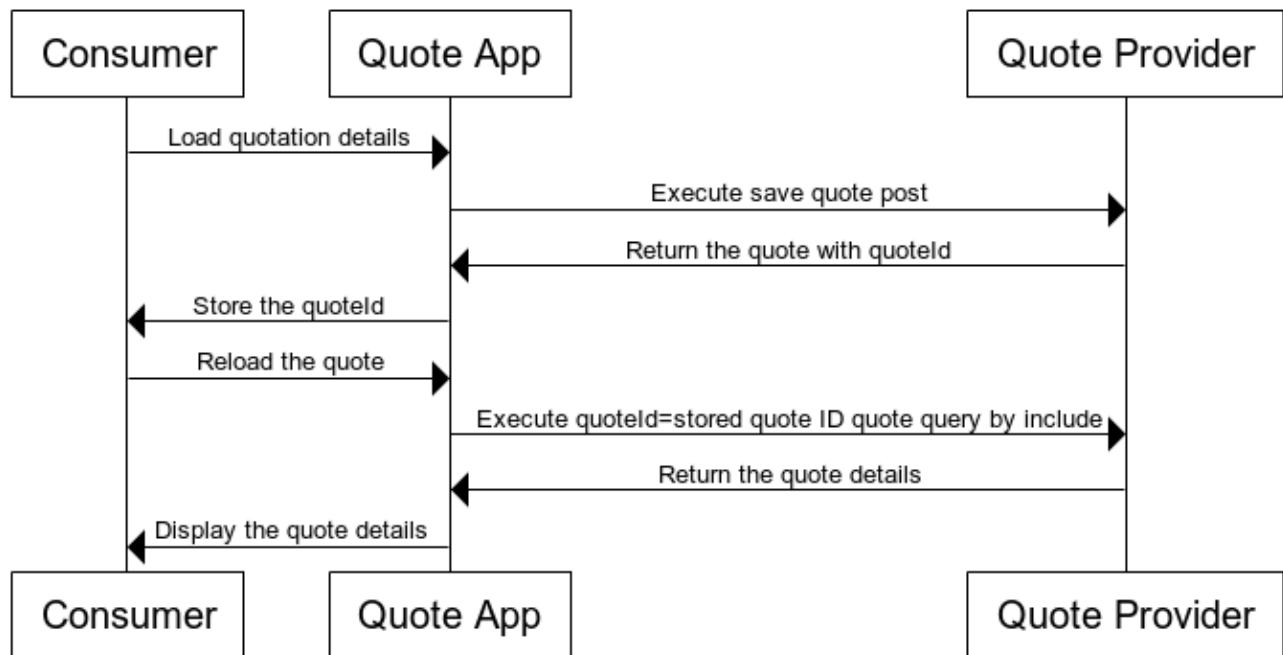 Consumer
Quote App
Quote Provider
Load quotation details
Execute save quote post
Return the quote with quoteId
Store the quoteId
Reload the quote
Execute quoteId=stored quote ID quote query by include
Return the quote details
Display the quote details
Consumer
Quote App
Quote Provider